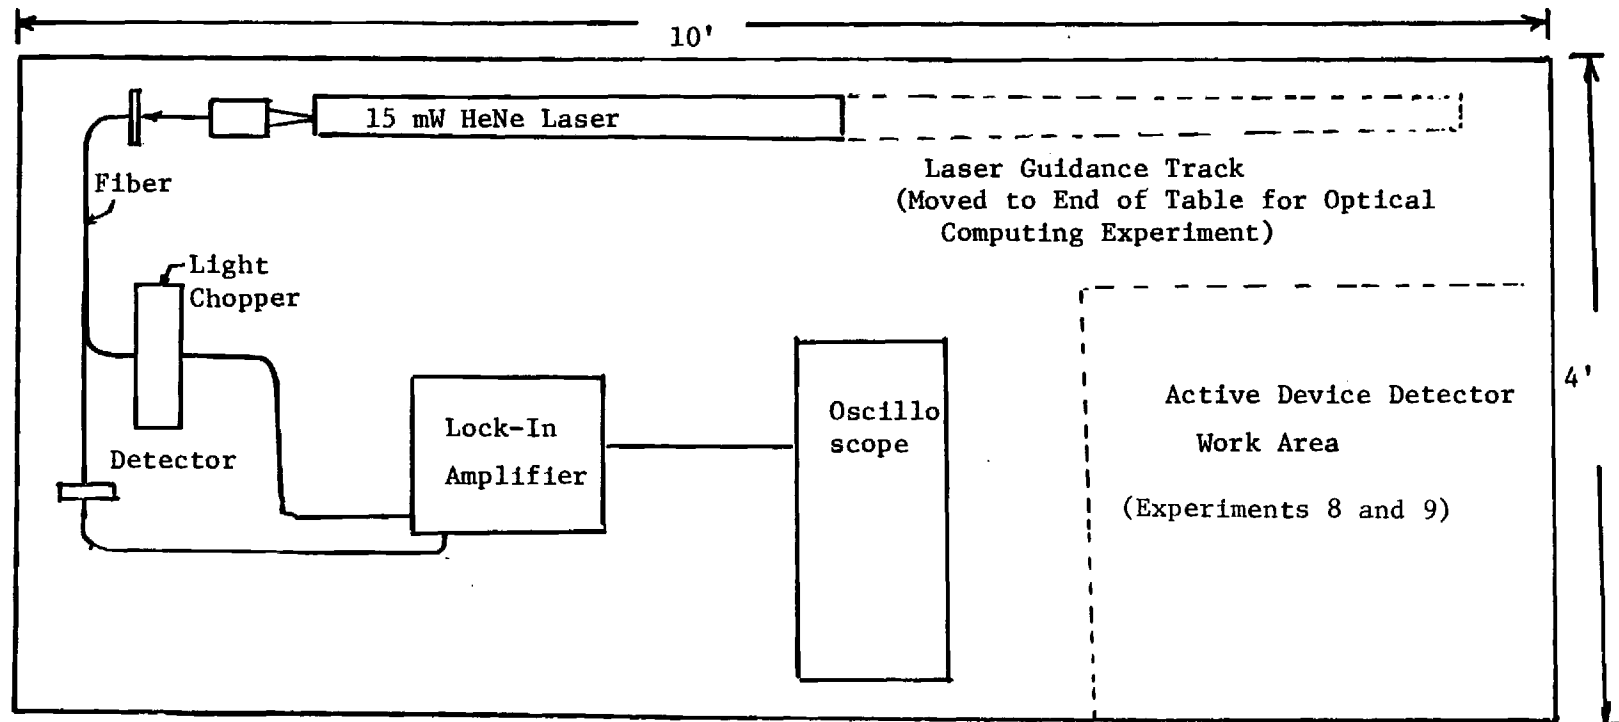 10'
15 mW HeNe Laser
Laser Guidance Track
(Moved to End of Table for Optical
Computing Experiment)
Fiber
Light
Chopper
4'
Active Device Detector
Work Area
(Experiments 8 and 9)
Oscillo
scope
Lock-In
Amplifier
Detector